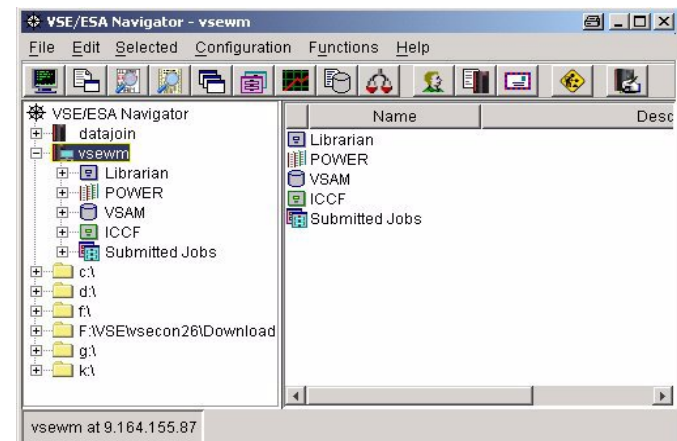 VSE/ESA Navigator - vsewm
File Edit Selected Configuration Functions Help
VSE/ESA Navigator
datajoin
vsewm
Librarian
POWER
VSAM
ICCF
Submitted Jobs
c:\
d:\
f:\
F:\VSE\vsecon26\Download
g:\
k:\
Name Desc
Librarian
POWER
VSAM
ICCF
Submitted Jobs
vsewm at 9.164.155.87